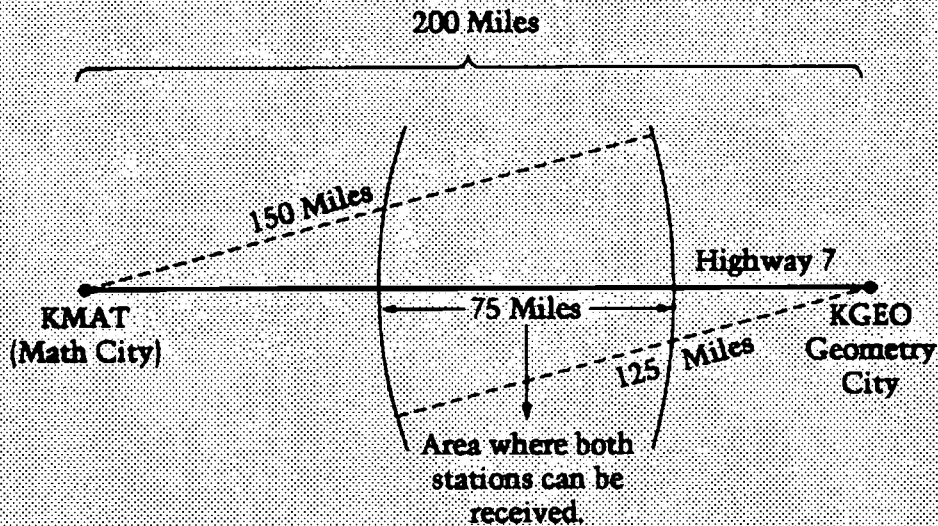 200 Miles
150 Miles
Highway 7
KMAT
(Math City)
75 Miles
KGEO
Geometry
City
125 Miles
Area where both
stations can be
received.